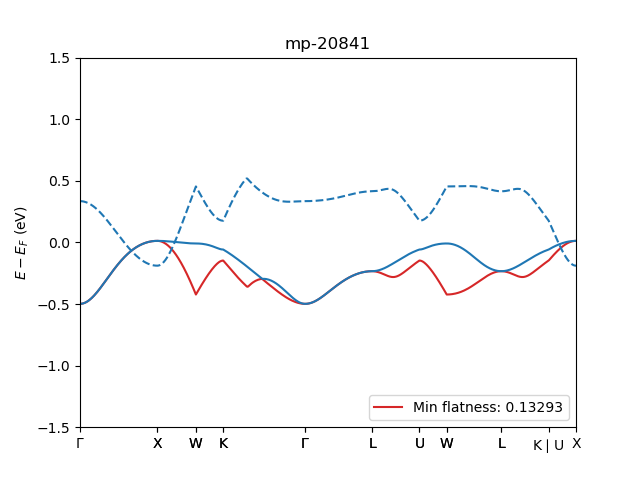 mp-20841
E − E_F (eV)
1.5
1.0
0.5
0.0
−0.5
−1.0
−1.5
Min flatness: 0.13293
Γ X W K Γ L U W L K | U X